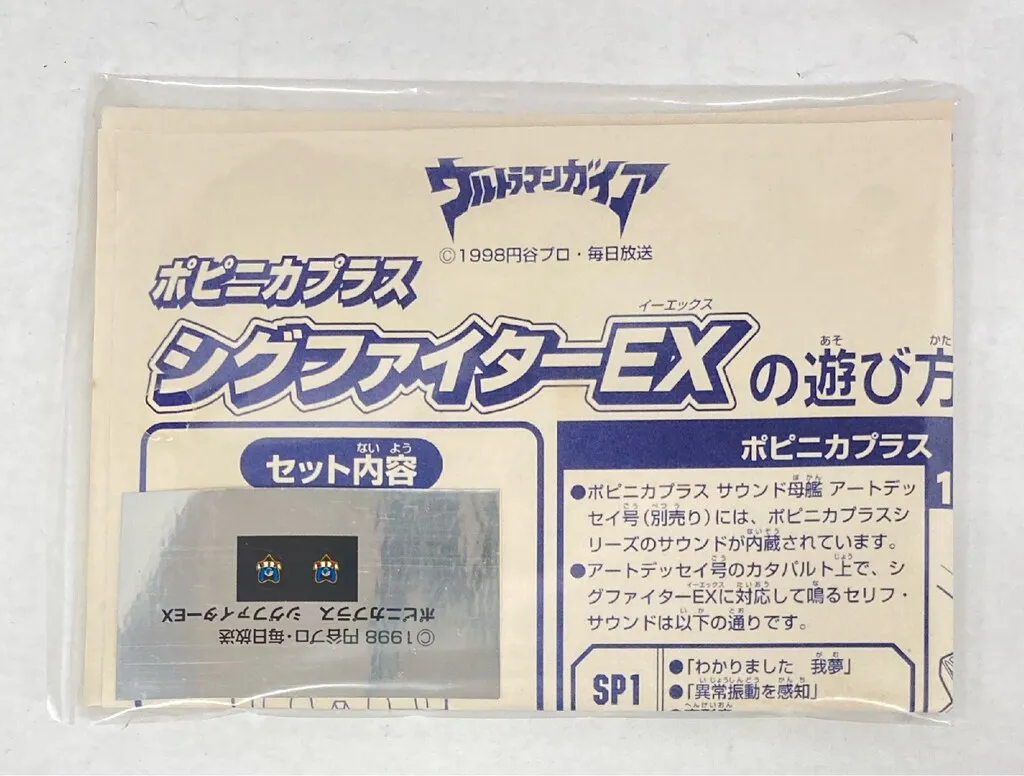 ウルトラマンガイア
©1998円谷プロ・毎日放送
ポピニカプラス
イーエックス
シグファイターEXの遊び方
あそ かた
ないよう
セット内容
ポピニカプラス
1
●ポピニカプラス サウンド母艦 アートデッ
セイ号(別売り)には、ポピニカプラスシ
リーズのサウンドが内蔵されています。
●アートデッセイ号のカタパルト上で、シ
グファイターEXに対応して鳴るセリフ・
サウンドは以下の通りです。
SP1
●「わかりました 我夢」
●「異常振動を感知」
ポピニカプラス シグファイターEX
©1998 円谷プロ・毎日放送